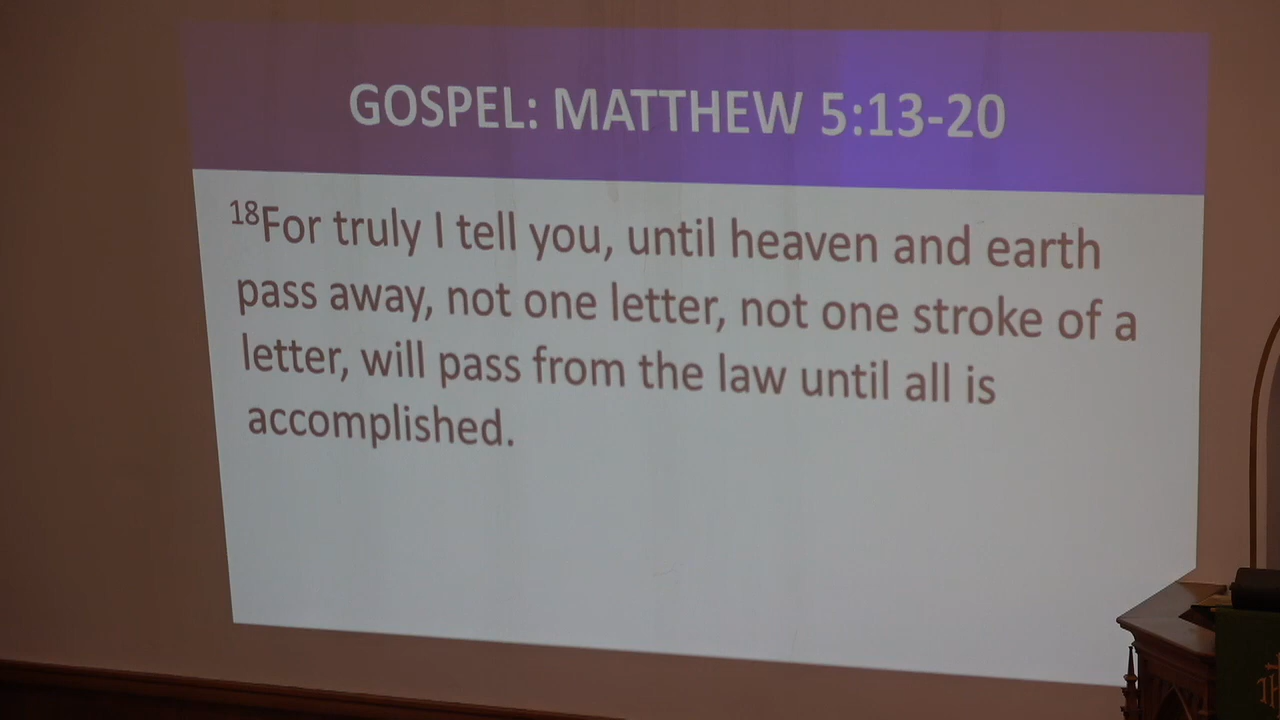 GOSPEL: MATTHEW 5:13-20
18For truly I tell you, until heaven and earth
pass away, not one letter, not one stroke of a
letter, will pass from the law until all is
accomplished.